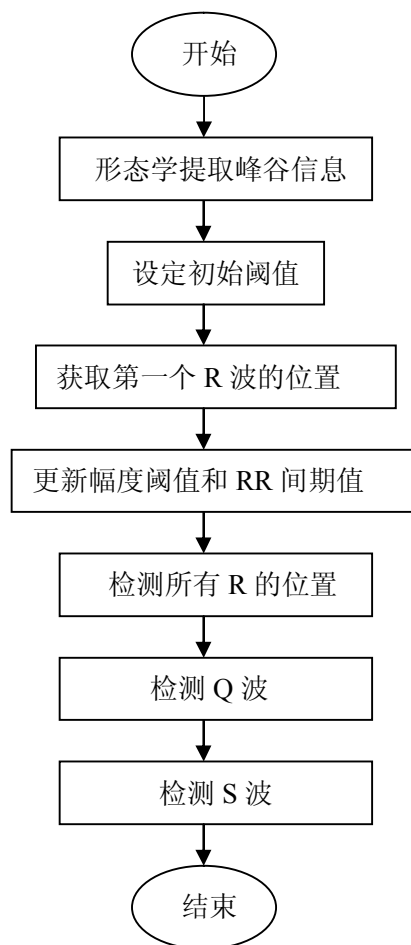 开始
形态学提取峰谷信息
设定初始阈值
获取第一个 R 波的位置
更新幅度阈值和 RR 间期值
检测所有 R 的位置
检测 Q 波
检测 S 波
结束